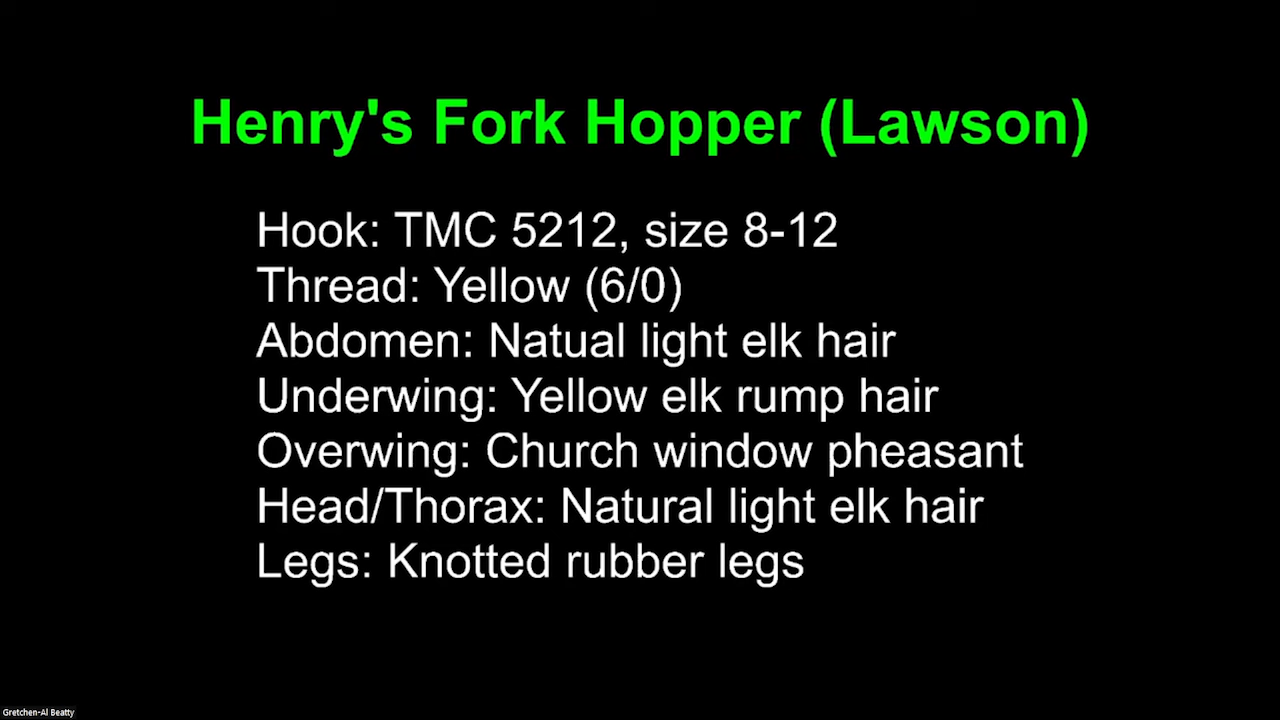 Henry's Fork Hopper (Lawson)
Hook: TMC 5212, size 8-12
Thread: Yellow (6/0)
Abdomen: Natual light elk hair
Underwing: Yellow elk rump hair
Overwing: Church window pheasant
Head/Thorax: Natural light elk hair
Legs: Knotted rubber legs
Gretchen-Al Beatty